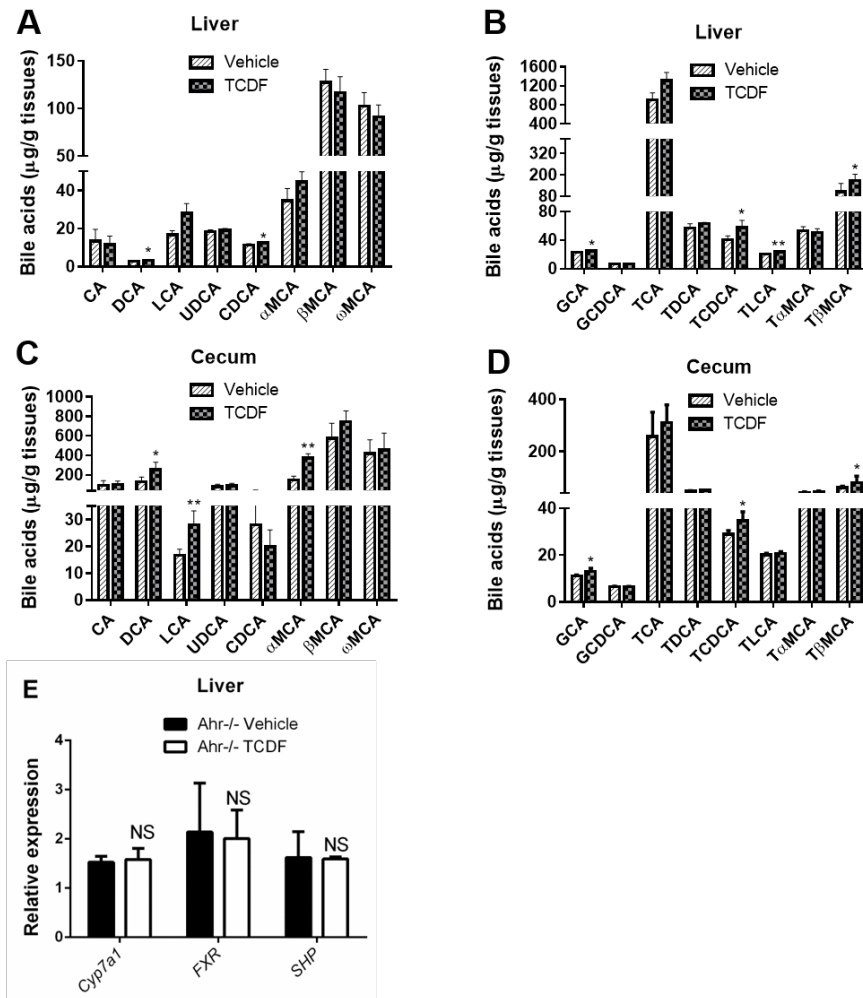 A
Liver
Vehicle
TCDF
Bile acids (μg/g tissues)
150
100
50
40
20
0
*
*
CA
DCA
LCA
UDCA
CDCA
αMCA
βMCA
ωMCA
B
Liver
Vehicle
TCDF
Bile acids (μg/g tissues)
1600
1200
800
400
320
80
80
40
0
*
*
**
*
GCA
GCDCA
TCA
TDCA
TCDCA
TLCA
TαMCA
TβMCA
C
Cecum
Vehicle
TCDF
Bile acids (μg/g tissues)
1000
800
600
400
200
30
20
10
0
*
**
**
CA
DCA
LCA
UDCA
CDCA
αMCA
βMCA
ωMCA
D
Cecum
Vehicle
TCDF
Bile acids (μg/g tissues)
400
200
40
20
0
*
*
*
GCA
GCDCA
TCA
TDCA
TCDCA
TLCA
TαMCA
TβMCA
E
Liver
Ahr-/- Vehicle
Ahr-/- TCDF
Relative expression
4
3
2
1
0
NS
NS
NS
Cyp7a1
FXR
SHP